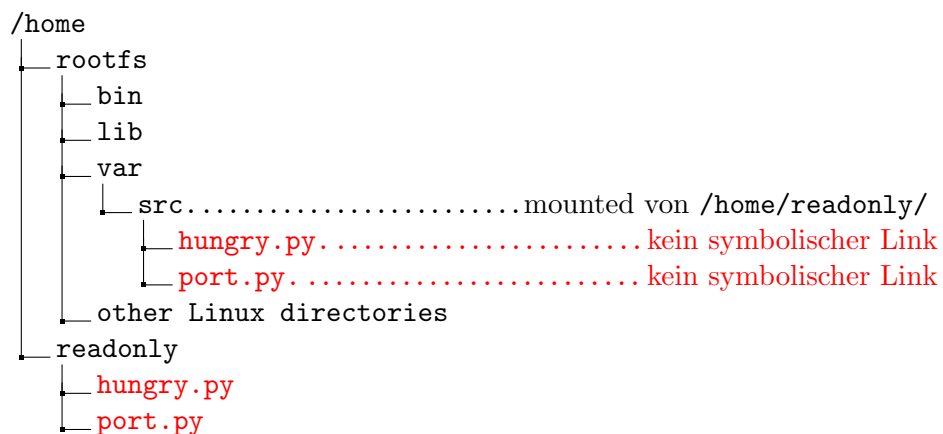 /home
rootfs
bin
lib
var
src.........................mounted von /home/readonly/
hungry.py........................kein symbolischer Link
port.py..........................kein symbolischer Link
other Linux directories
readonly
hungry.py
port.py